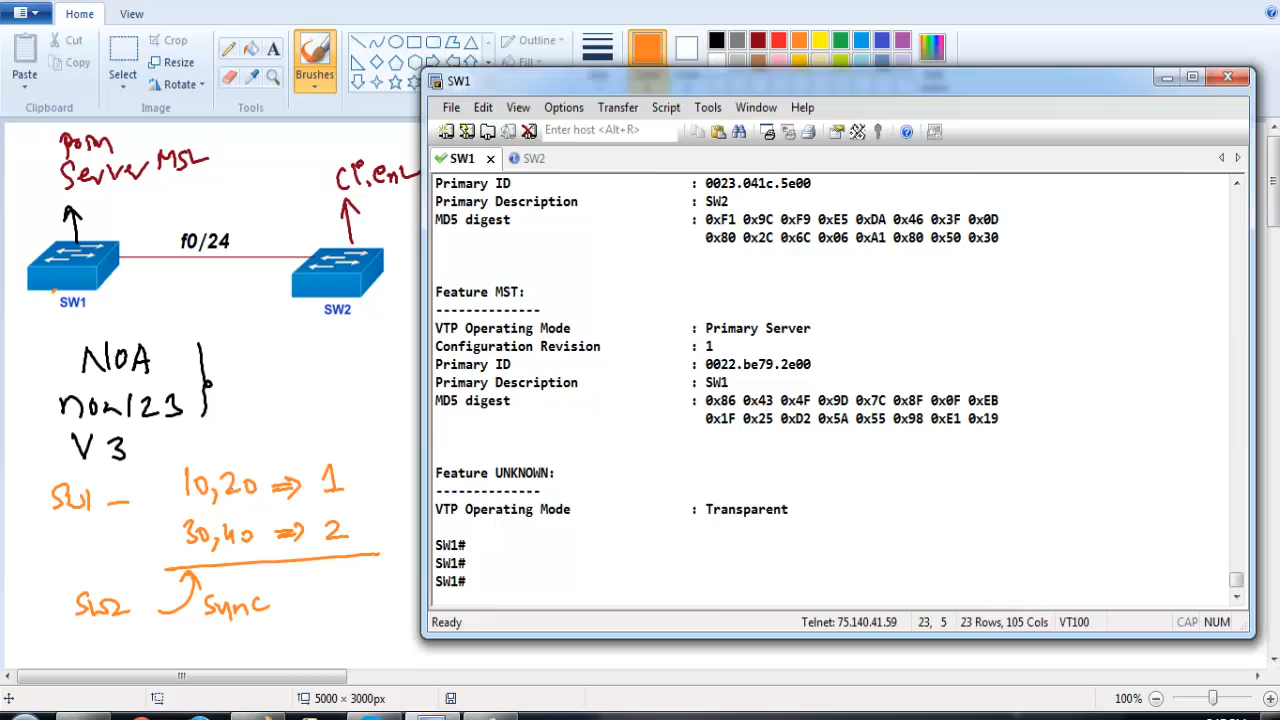 Home View
Cut
Copy
Paste
Clipboard
Select
Crop
Resize
Rotate
Image
A
Tools
Brushes
Outline
Fill
Server MSL
Client
f0/24
SW1
SW2
NOA
noa123
V 3
SW1 - 10,20 => 1
30,40 => 2
SW2 sync
SW1
File Edit View Options Transfer Script Tools Window Help
Enter host <Alt+R>
SW1 SW2
Primary ID : 0023.041c.5e00
Primary Description : SW2
MD5 digest : 0xF1 0x9C 0xF9 0xE5 0xDA 0x46 0x3F 0x0D
0x80 0x2C 0x6C 0x06 0xA1 0x80 0x50 0x30
Feature MST:
--------------
VTP Operating Mode : Primary Server
Configuration Revision : 1
Primary ID : 0022.be79.2e00
Primary Description : SW1
MD5 digest : 0x86 0x43 0x4F 0x9D 0x7C 0x8F 0x0F 0xEB
0x1F 0x25 0xD2 0x5A 0x55 0x98 0xE1 0x19
Feature UNKNOWN:
--------------
VTP Operating Mode : Transparent
SW1#
SW1#
SW1#
Ready Telnet: 75.140.41.59 23, 5 23 Rows, 105 Cols VT100 CAP NUM
5000 × 3000px 100%